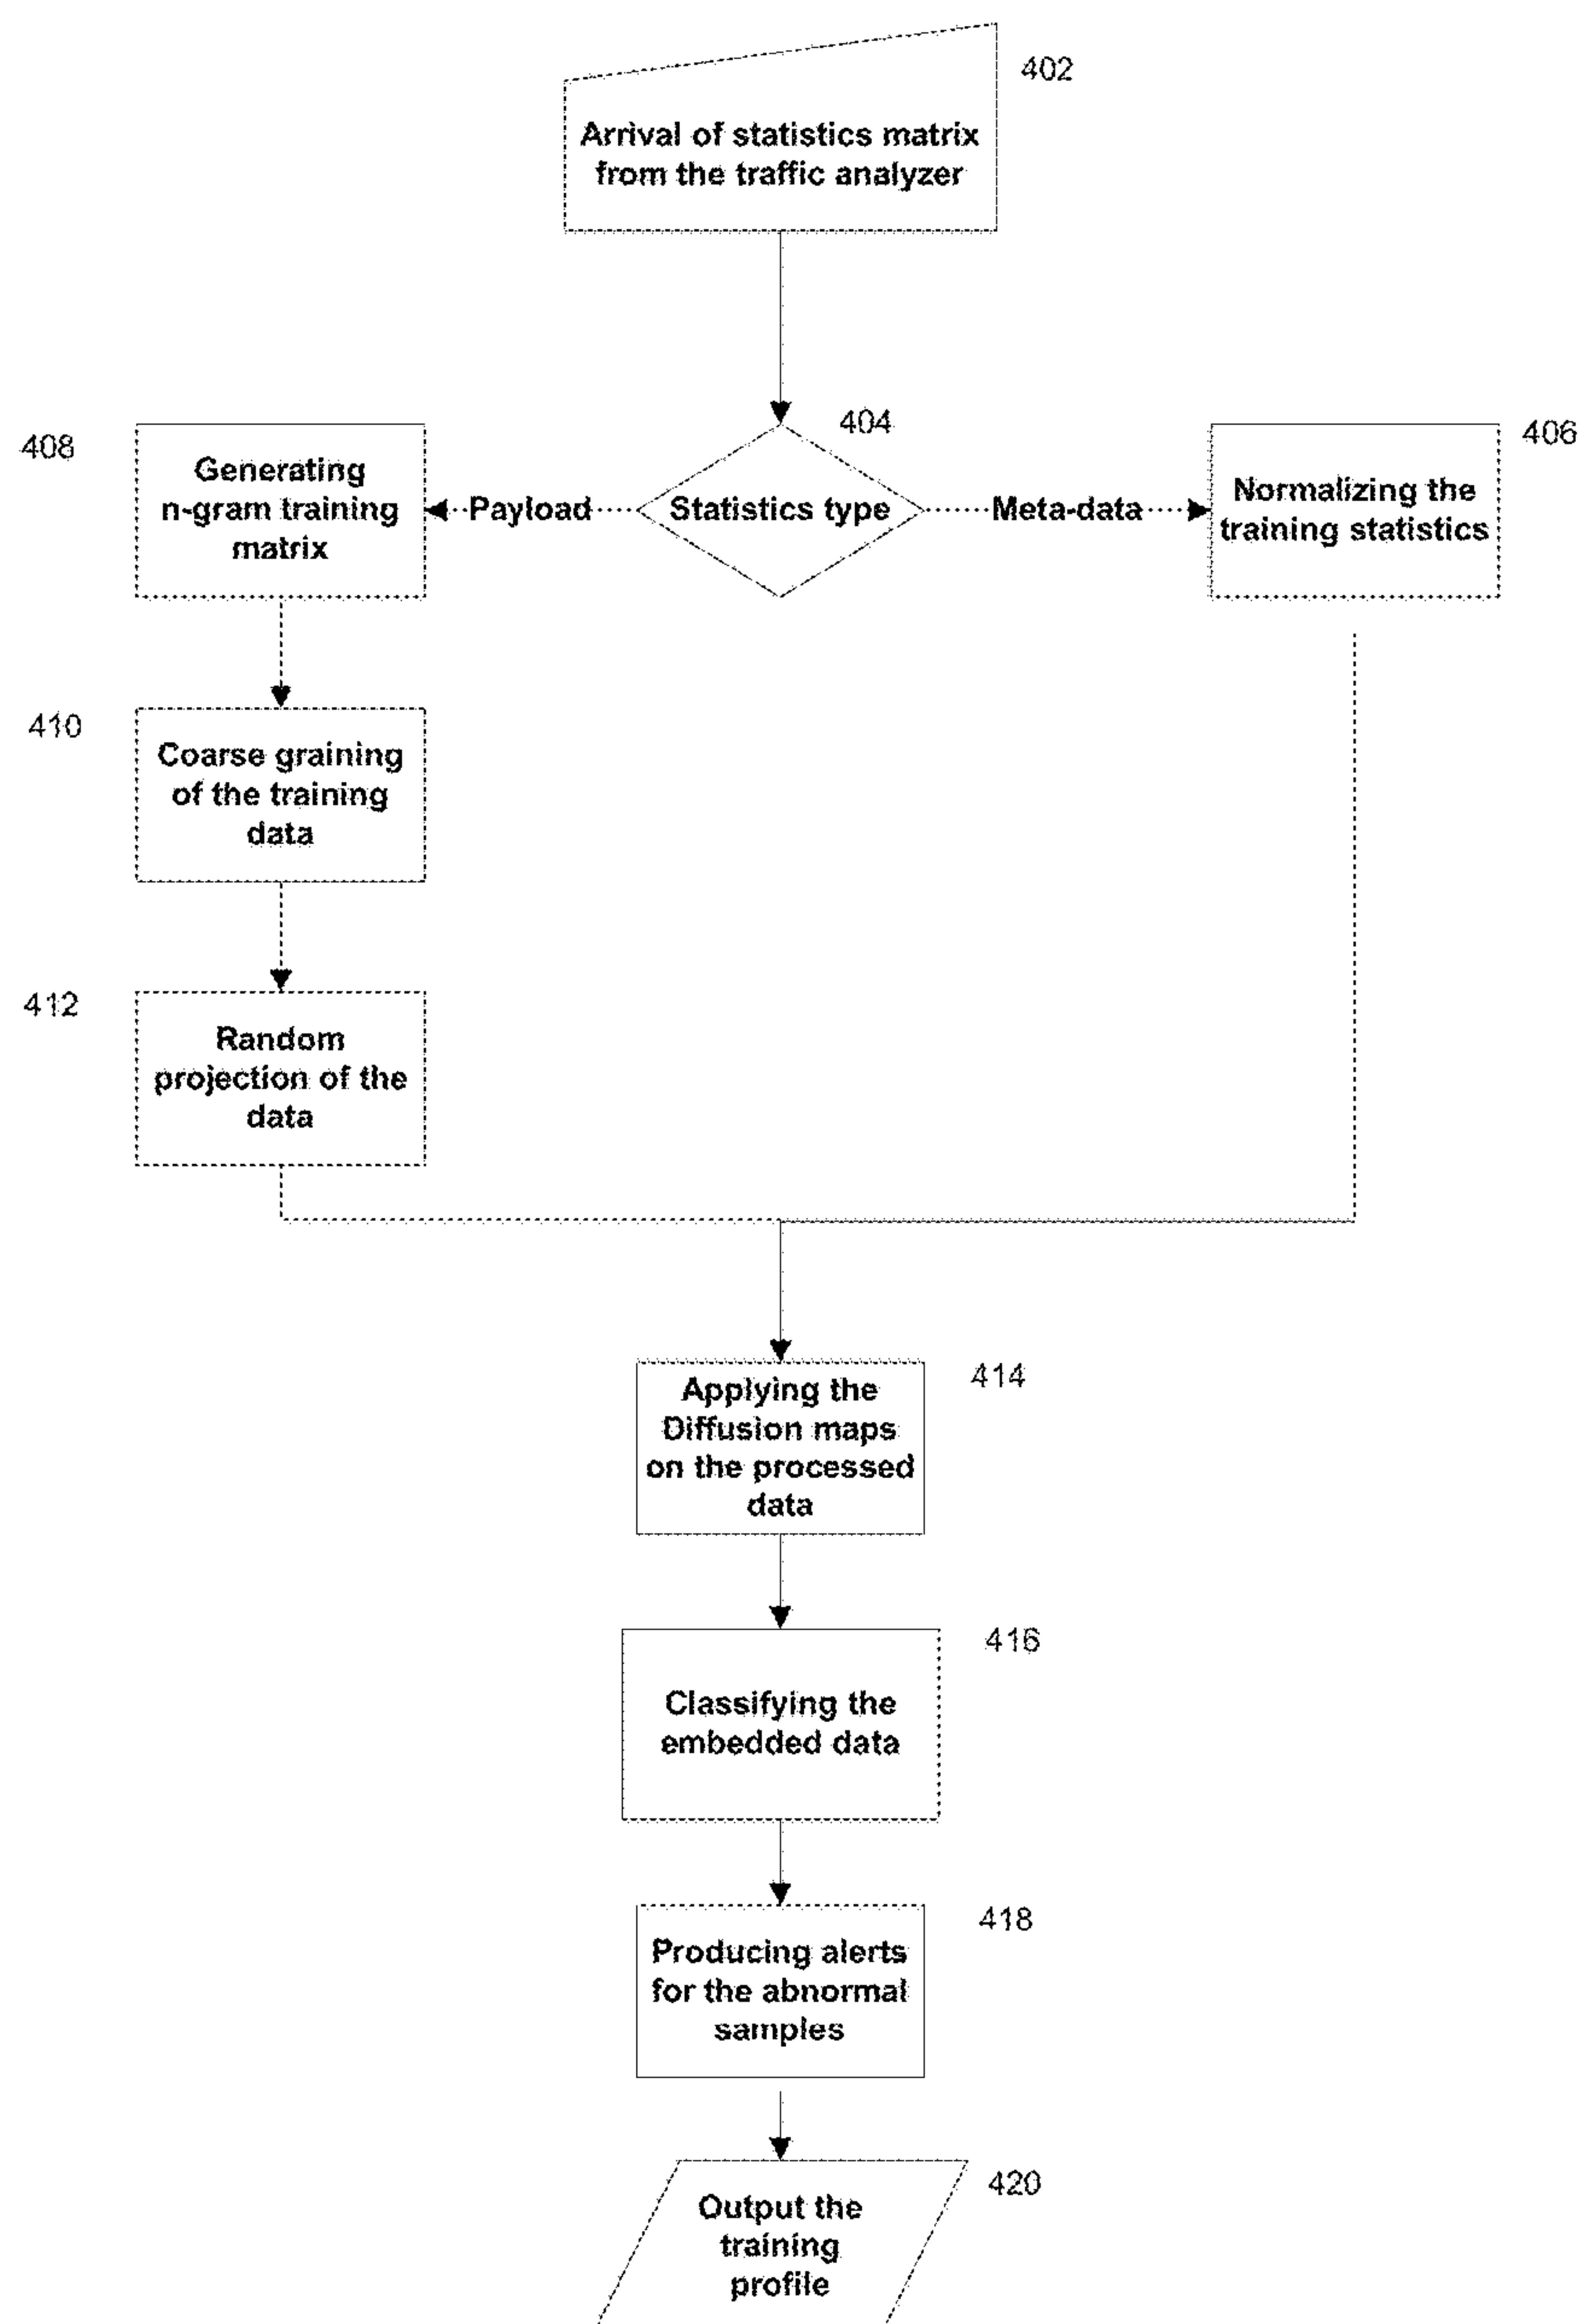 402
Arrival of statistics matrix
from the traffic analyzer
404
408
406
Generating
n-gram training
matrix
Payload
Statistics type
Meta-data
Normalizing the
training statistics
410
Coarse graining
of the training
data
412
Random
projection of the
data
414
Applying the
Diffusion maps
on the processed
data
416
Classifying the
embedded data
418
Producing alerts
for the abnormal
samples
420
Output the
training
profile